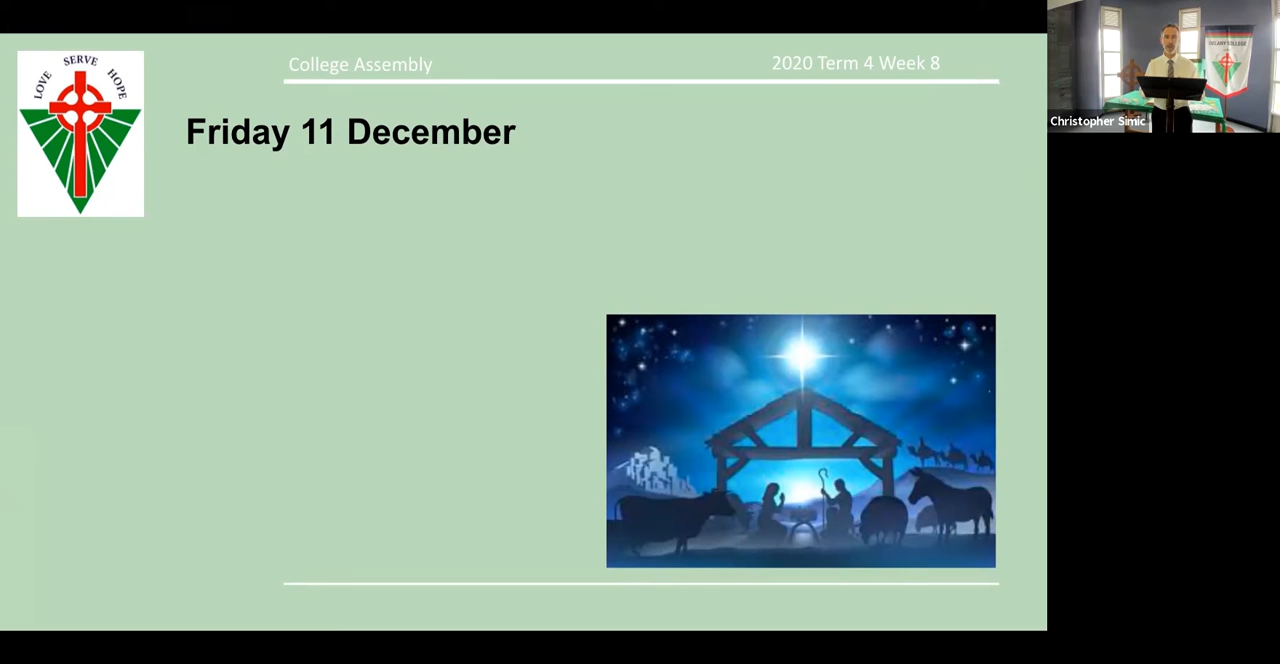 LOVE SERVE HOPE
College Assembly
2020 Term 4 Week 8
Friday 11 December
Christopher Simic